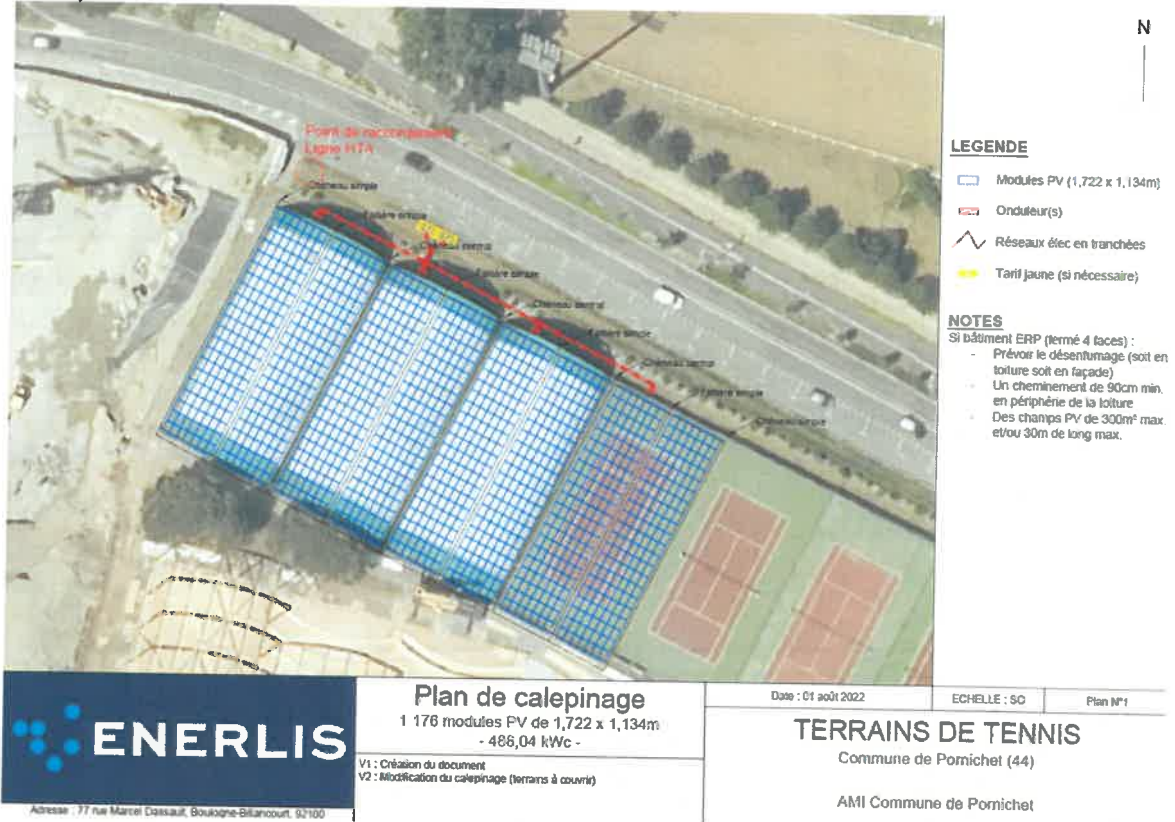 N
Point de raccordement
Ligne HTA
Chéneau simple
Faîtière simple
Chéneau central
Faîtière simple
Chéneau central
Faîtière simple
Chéneau central
Faîtière simple
Chéneau simple
LEGENDE
Modules PV (1,722 x 1,134m)
Onduleur(s)
Réseaux élec en tranchées
Tarif jaune (si nécessaire)
NOTES
Si bâtiment ERP (fermé 4 faces) :
- Prévoir le désenfumage (soit en
toiture soit en façade)
- Un cheminement de 90cm min.
en périphérie de la toiture
- Des champs PV de 300m² max.
et/ou 30m de long max.
ENERLIS
Adresse : 77 rue Marcel Dassault, Boulogne-Billancourt, 92100
Plan de calepinage
1 176 modules PV de 1,722 x 1,134m
- 486,04 kWc -
V1 : Création du document
V2 : Modification du calepinage (terrains à couvrir)
Date : 01 août 2022
ECHELLE : SO
Plan N°1
TERRAINS DE TENNIS
Commune de Pornichet (44)
AMI Commune de Pornichet